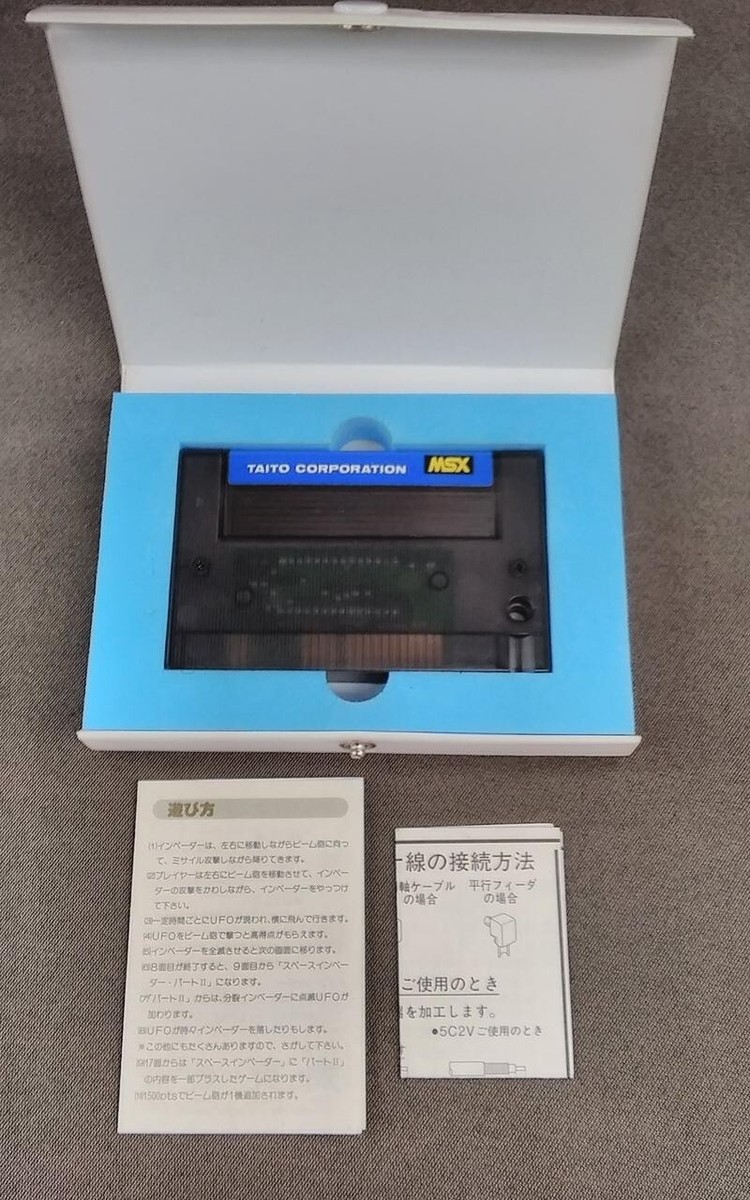 TAITO CORPORATION MSX
遊び方
(1)インベーダーは、左右に移動しながらビーム砲に向っ
て、ミサイル攻撃しながら降りてきます。
(2)プレイヤーは左右にビーム砲を移動させて、インベー
ダーの攻撃をかわしながら、インベーダーをやっつけ
て下さい。
(3)一定時間ごとにUFOが現われ、横に飛んで行きます。
(4)UFOをビーム砲で撃つと高得点がもらえます。
(5)インベーダーを全滅させると次の画面に移ります。
(6)8面目が終了すると、9面目から「スペースインベー
ダー・パートⅡ」になります。
(7)「パートⅡ」からは、分裂インベーダーに点滅UFOが
加わります。
(8)UFOが時々インベーダーを落したりもします。
※この他にもたくさんありますので、さがして下さい。
(9)17面からは「スペースインベーダー」に「パートⅡ」
の内容を一部プラスしたゲームになります。
(10)1500ptsでビーム砲が1機追加されます。
ー線の接続方法
軸ケーブル の場合
平行フィーダ の場合
ご使用のとき
を加工します。
●5C2Vご使用のとき